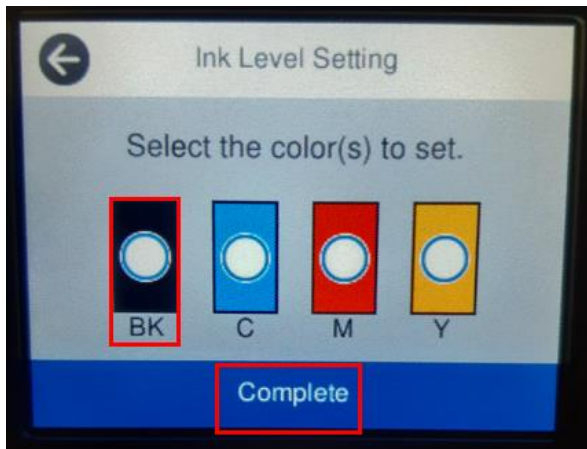 Ink Level Setting
Select the color(s) to set.
BK C M Y
Complete